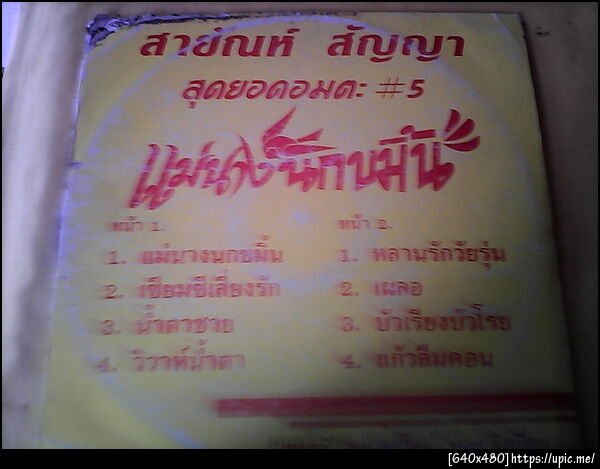 สายัณห์ สัญญา
สุดยอดอมตะ #5
แม่นางนกขมิ้น
หน้า 1.
1. แม่นางนกขมิ้น
2. เซียมซีเสี่ยงรัก
3. น้ำตาชาย
4. วิวาห์น้ำตา
หน้า 2.
1. หลานรักวัยรุ่น
2. เผลอ
3. บัวเรียงบัวโรย
4. แก้วลืมคอน
[640x480]https://upic.me/